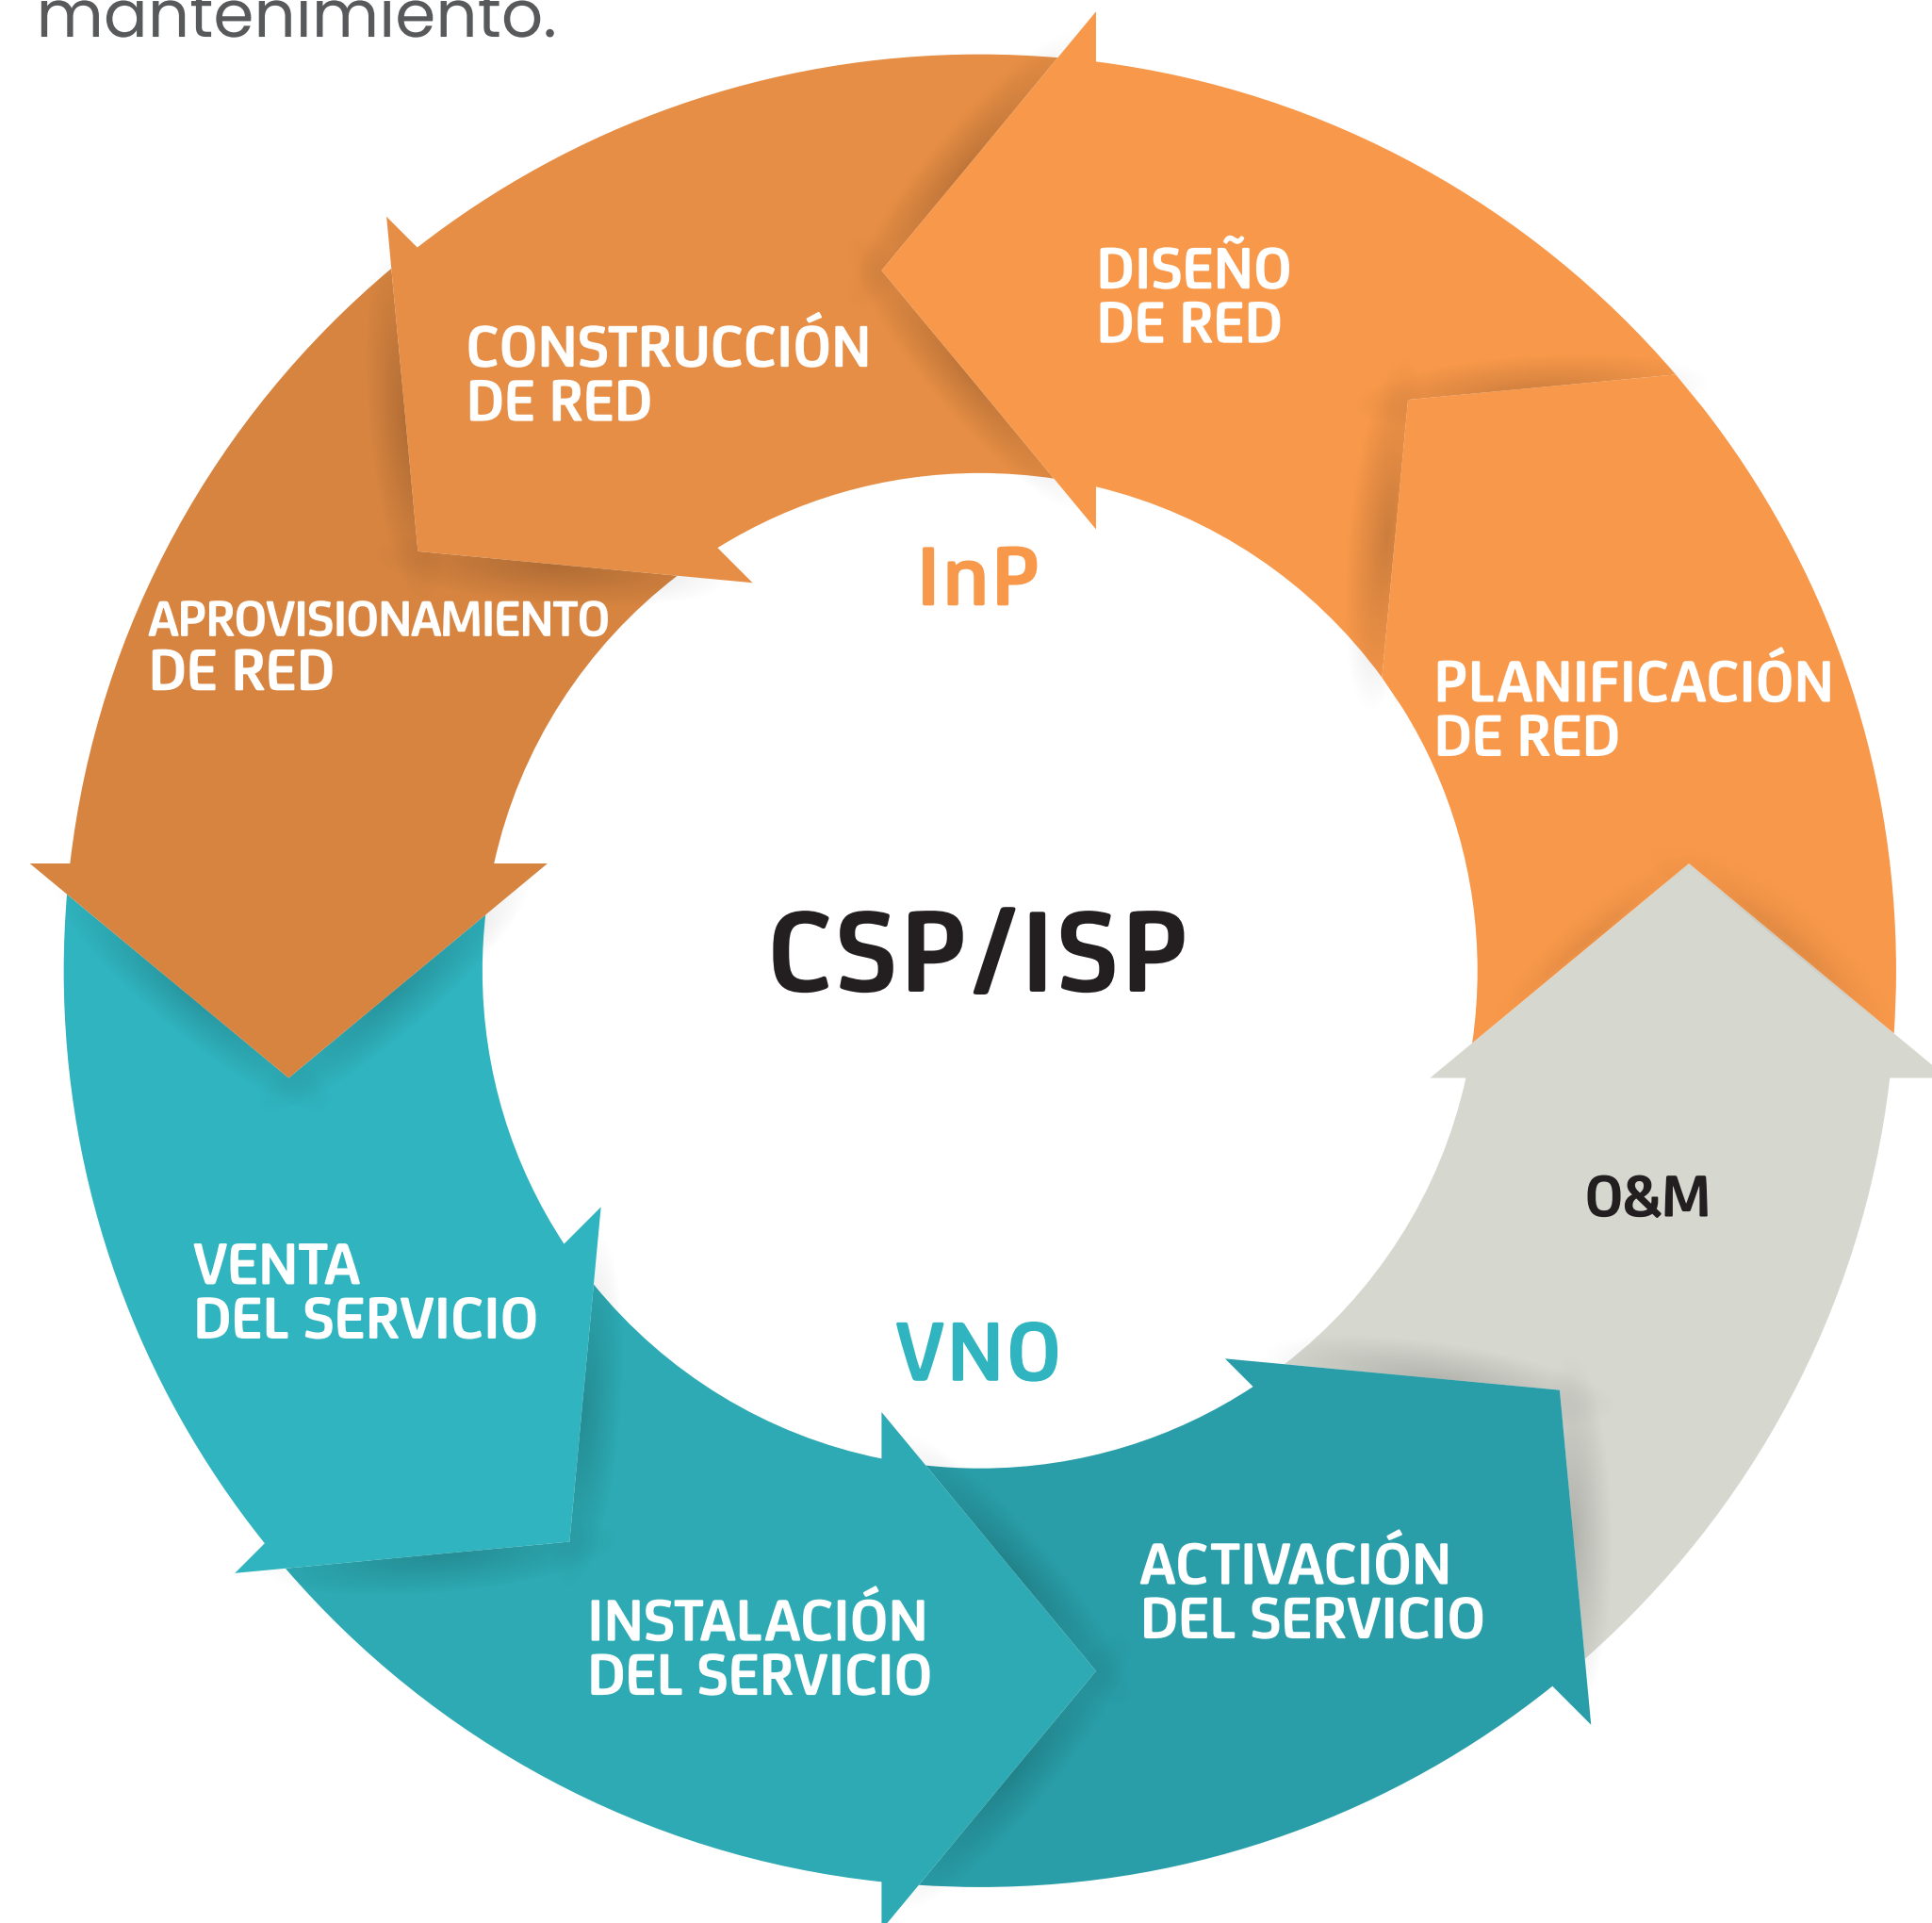 mantenimiento.
DISEÑO
DE RED
CONSTRUCCIÓN
DE RED
InP
APROVISIONAMIENTO
DE RED
PLANIFICACIÓN
DE RED
CSP/ISP
O&M
VENTA
DEL SERVICIO
VNO
ACTIVACIÓN
DEL SERVICIO
INSTALACIÓN
DEL SERVICIO